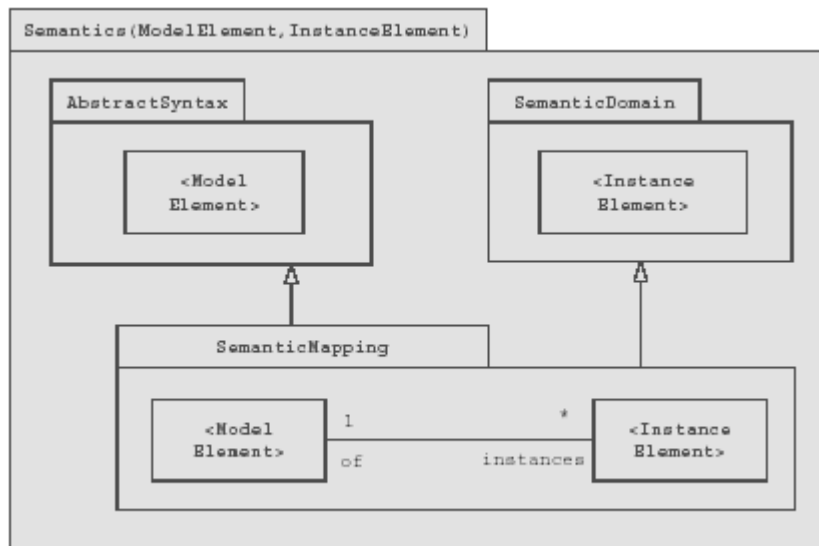 Semantics(ModelElement,InstanceElement)
AbstractSyntax
SemanticDomain
<Model
Element>
<Instance
Element>
SemanticMapping
<Model
Element>
1
*
of
instances
<Instance
Element>